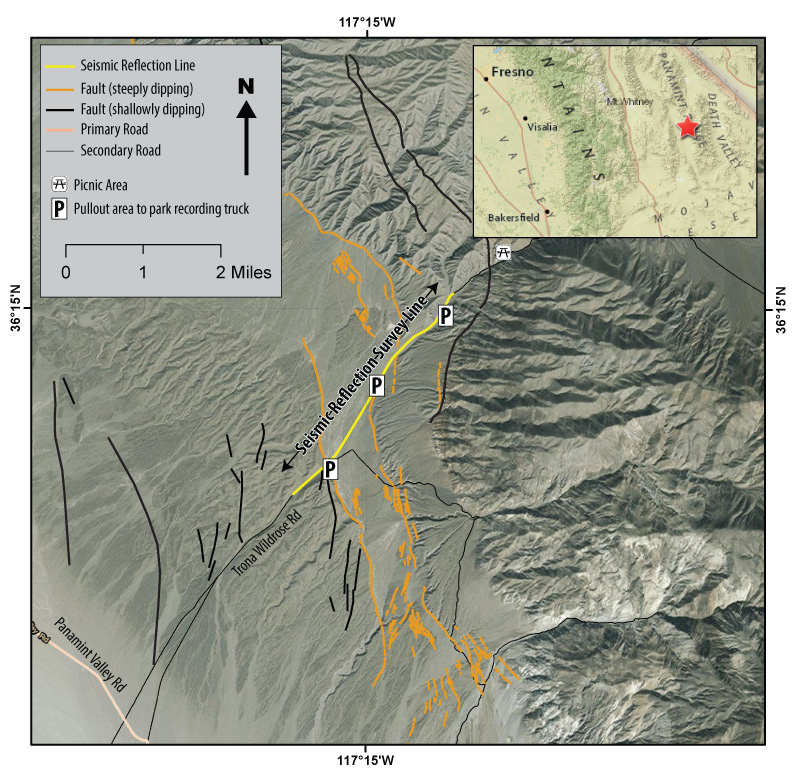 117°15'W
Seismic Reflection Line
Fault (steeply dipping)
Fault (shallowly dipping)
Primary Road
Secondary Road
N
Picnic Area
P Pullout area to park recording truck
0 1 2 Miles
Fresno
Visalia
Bakersfield
Mt Whitney
N T A I N S
N V A L L E Y
PANAMINT
DEATH VALLEY
M O J A V
E S E
36°15'N
36°15'N
P
P
P
Seismic Reflection Survey Line
Trona Wildrose Rd
Panamint Valley Rd
117°15'W